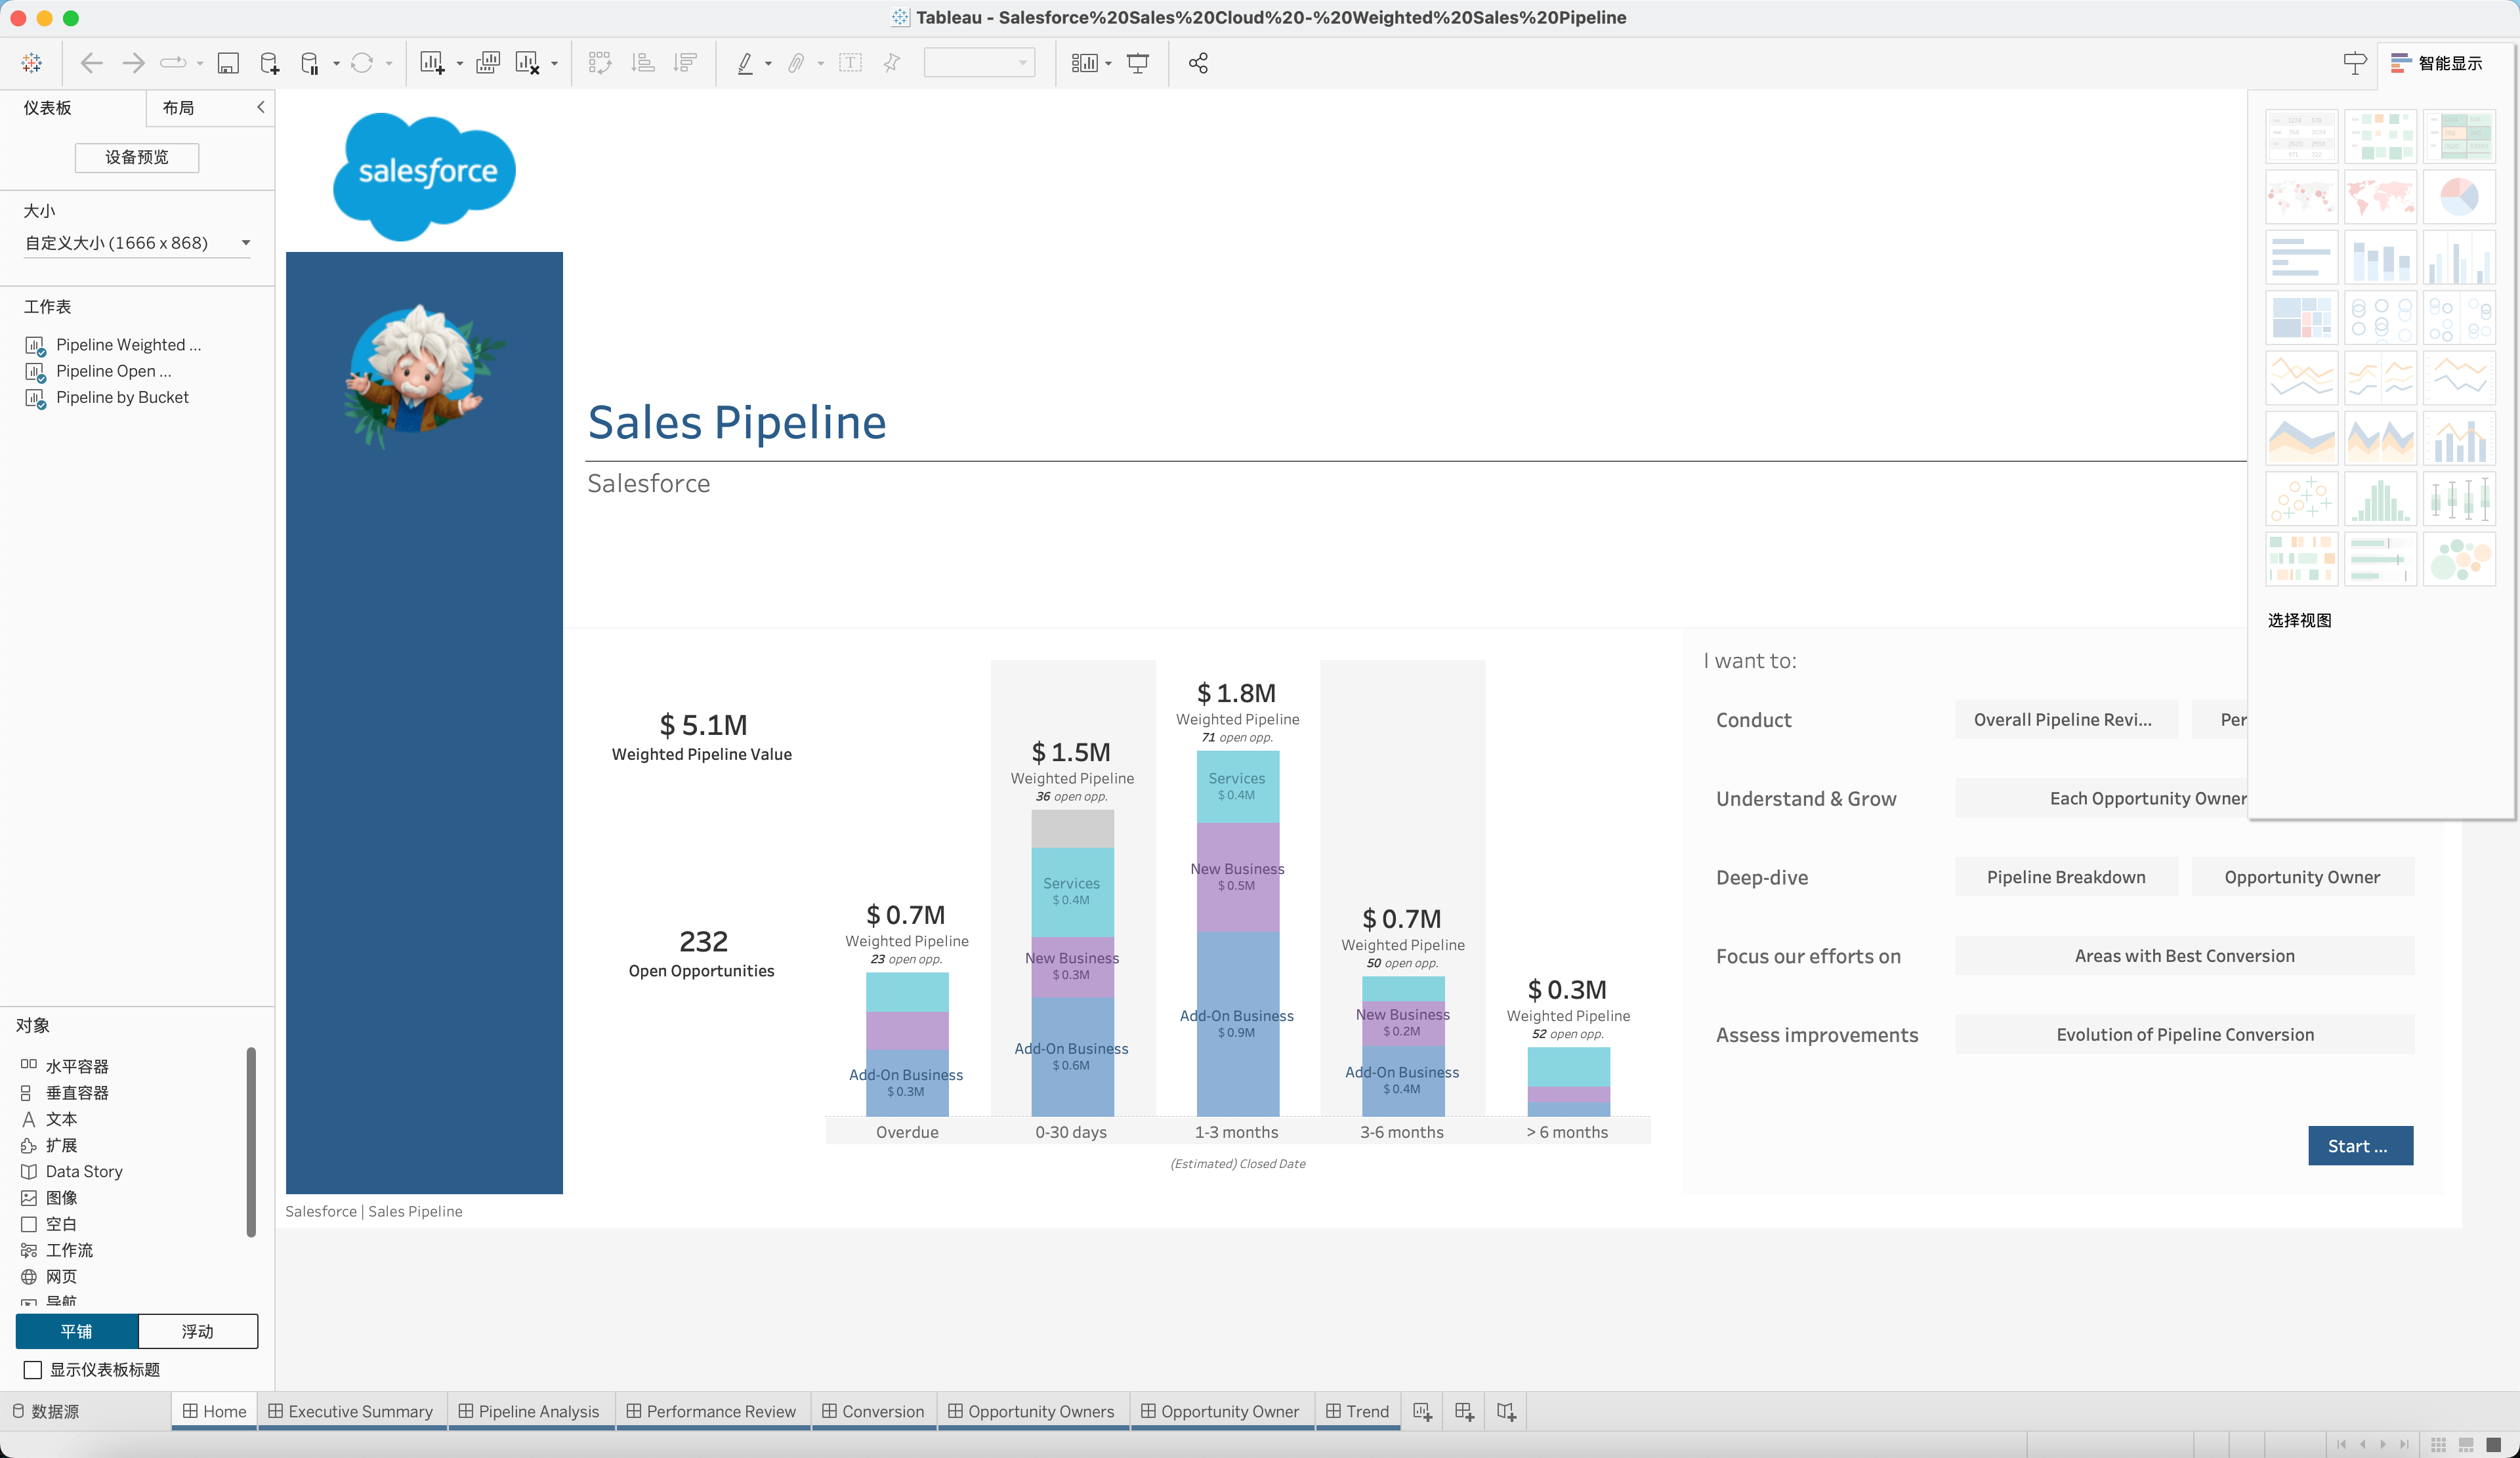 Tableau - Salesforce%20Sales%20Cloud%20-%20Weighted%20Sales%20Pipeline
智能显示
仪表板
布局
设备预览
大小
自定义大小 (1666 x 868)
工作表
Pipeline Weighted ...
Pipeline Open ...
Pipeline by Bucket
salesforce
Sales Pipeline
Salesforce
选择视图
$ 5.1M
Weighted Pipeline Value
232
Open Opportunities
$ 0.7M
Weighted Pipeline
23 open opp.
Add-On Business
$ 0.3M
Overdue
$ 1.5M
Weighted Pipeline
36 open opp.
Services
$ 0.4M
New Business
$ 0.3M
Add-On Business
$ 0.6M
0-30 days
$ 1.8M
Weighted Pipeline
71 open opp.
Services
$ 0.4M
New Business
$ 0.5M
Add-On Business
$ 0.9M
1-3 months
$ 0.7M
Weighted Pipeline
50 open opp.
New Business
$ 0.2M
Add-On Business
$ 0.4M
3-6 months
$ 0.3M
Weighted Pipeline
52 open opp.
> 6 months
(Estimated) Closed Date
I want to:
Conduct
Overall Pipeline Revi...
Per
Understand & Grow
Each Opportunity Owner
Deep-dive
Pipeline Breakdown
Opportunity Owner
Focus our efforts on
Areas with Best Conversion
Assess improvements
Evolution of Pipeline Conversion
Start ...
Salesforce | Sales Pipeline
对象
水平容器
垂直容器
文本
扩展
Data Story
图像
空白
工作流
网页
导航
平铺
浮动
显示仪表板标题
数据源
Home
Executive Summary
Pipeline Analysis
Performance Review
Conversion
Opportunity Owners
Opportunity Owner
Trend